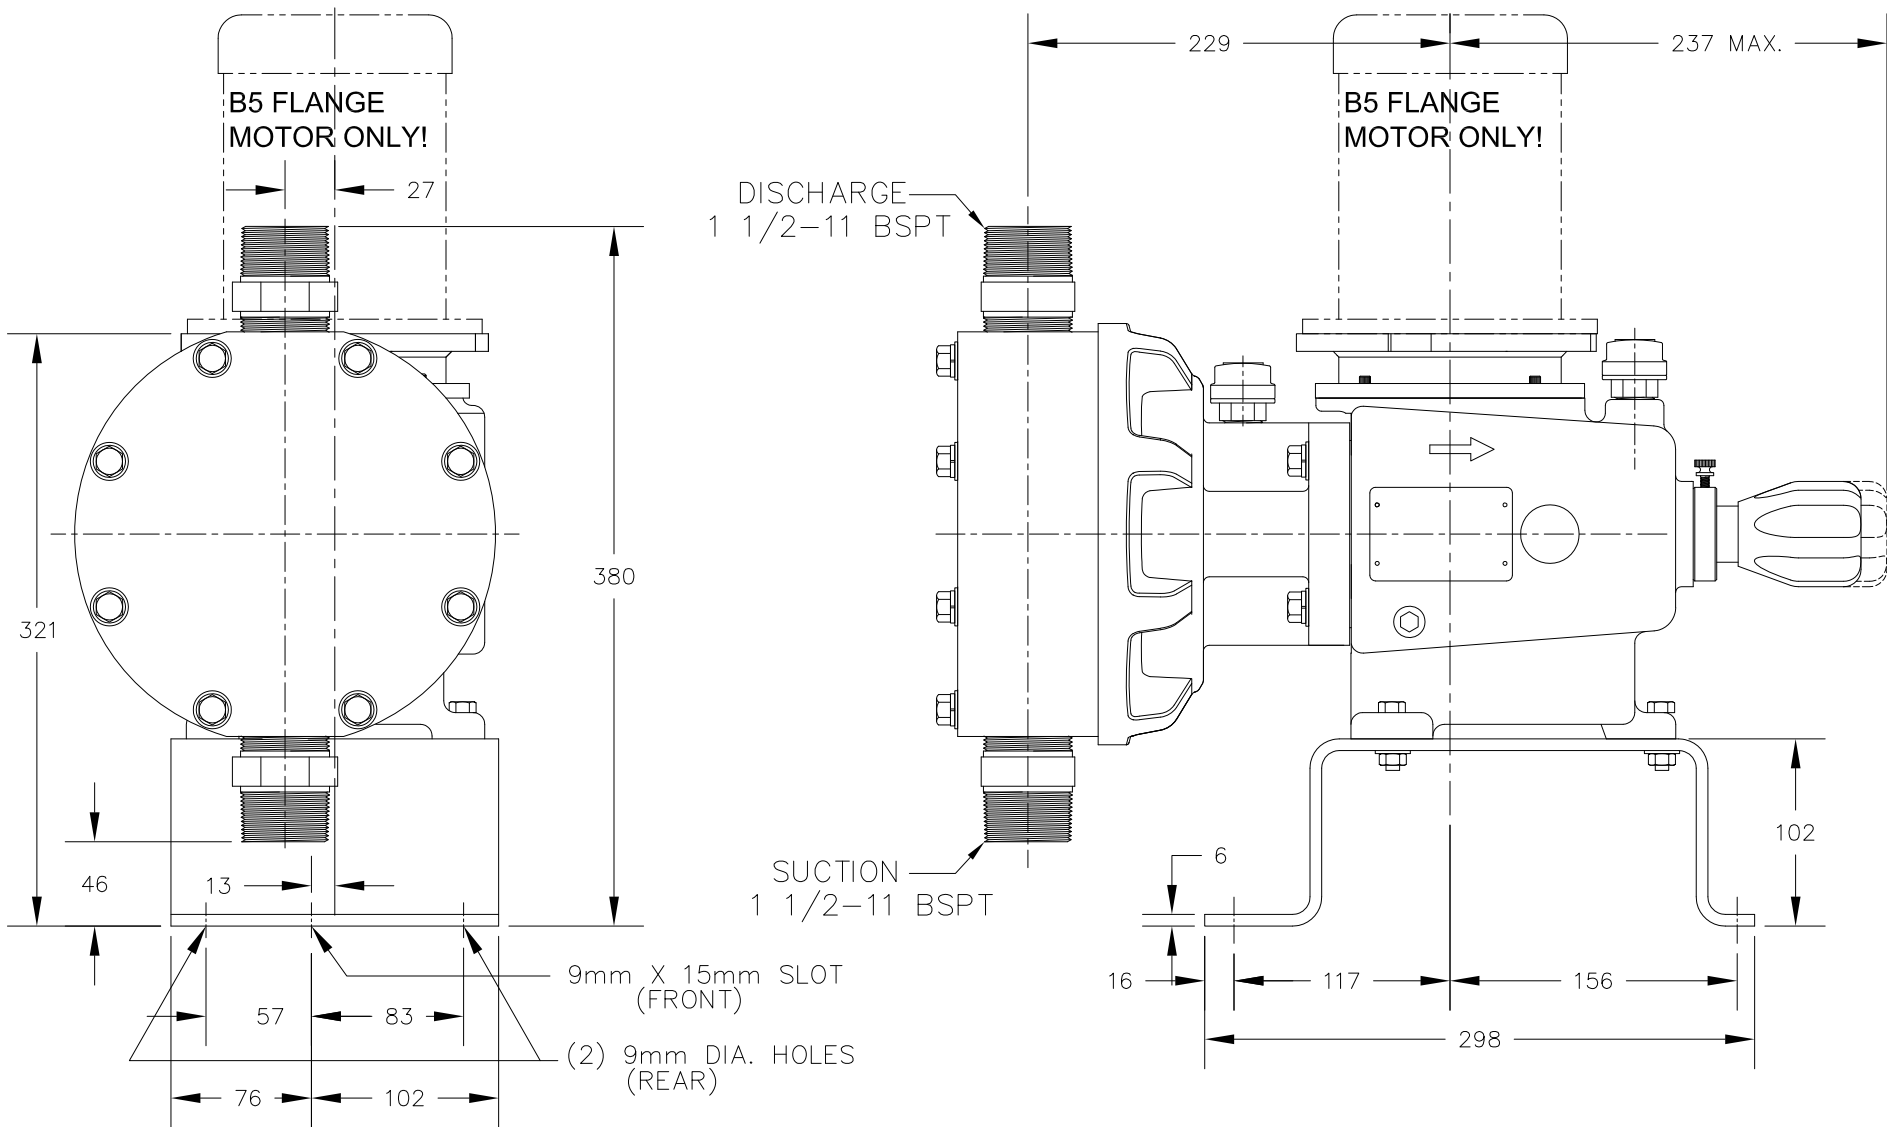 229
237 MAX.
B5 FLANGE
MOTOR ONLY!
B5 FLANGE
MOTOR ONLY!
27
DISCHARGE
1 1/2-11 BSPT
380
321
102
SUCTION
1 1/2-11 BSPT
6
46
13
9mm X 15mm SLOT
(FRONT)
16
117
156
57
83
298
(2) 9mm DIA. HOLES
(REAR)
76
102